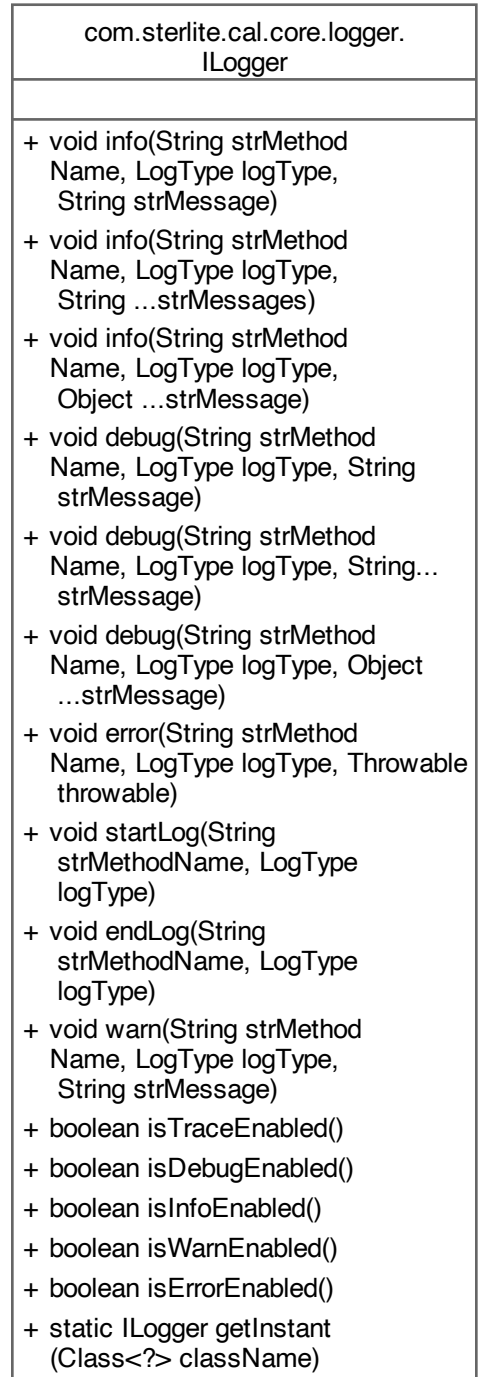 com.sterlite.cal.core.logger.
ILogger
+ void info(String strMethod
Name, LogType logType,
String strMessage)
+ void info(String strMethod
Name, LogType logType,
String ...strMessages)
+ void info(String strMethod
Name, LogType logType,
Object ...strMessage)
+ void debug(String strMethod
Name, LogType logType, String
strMessage)
+ void debug(String strMethod
Name, LogType logType, String...
strMessage)
+ void debug(String strMethod
Name, LogType logType, Object
...strMessage)
+ void error(String strMethod
Name, LogType logType, Throwable
throwable)
+ void startLog(String
strMethodName, LogType
logType)
+ void endLog(String
strMethodName, LogType
logType)
+ void warn(String strMethod
Name, LogType logType,
String strMessage)
+ boolean isTraceEnabled()
+ boolean isDebugEnabled()
+ boolean isInfoEnabled()
+ boolean isWarnEnabled()
+ boolean isErrorEnabled()
+ static ILogger getInstant
(Class<?> className)